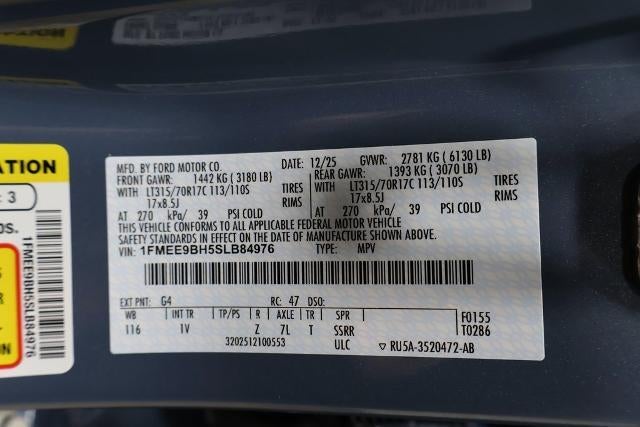 ATION
: 3
DS.
1FMEE9BH5SLB84976
ON
MFD. BY FORD MOTOR CO. DATE: 12/25 GVWR: 2781 KG ( 6130 LB)
FRONT GAWR: 1442 KG ( 3180 LB) REAR GAWR: 1393 KG ( 3070 LB)
WITH LT315/70R17C 113/110S TIRES WITH LT315/70R17C 113/110S TIRES
17x8.5J RIMS 17x8.5J RIMS
AT 270 kPa/ 39 PSI COLD AT 270 kPa/ 39 PSI COLD
THIS VEHICLE CONFORMS TO ALL APPLICABLE FEDERAL MOTOR VEHICLE
SAFETY STANDARDS IN EFFECT ON THE DATE OF MANUFACTURE SHOWN ABOVE.
VIN: 1FMEE9BH5SLB84976 TYPE: MPV
EXT PNT: G4 RC: 47 DSO:
WB INT TR TP/PS R AXLE TR SPR F0155
116 1V Z 7L T SSRR T0286
3202512100553 ULC ▽ RU5A-3520472-AB